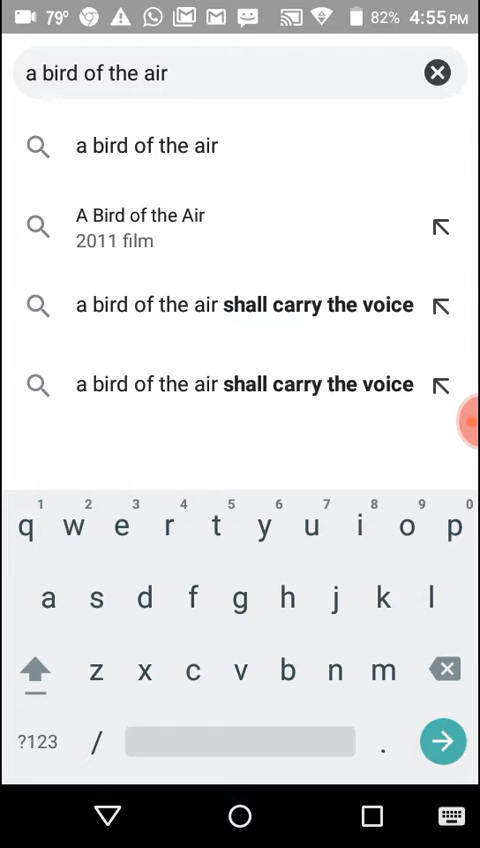 79° 82% 4:55 PM
a bird of the air
a bird of the air
A Bird of the Air
2011 film
a bird of the air shall carry the voice
a bird of the air shall carry the voice
1 2 3 4 5 6 7 8 9 0
q w e r t y u i o p
a s d f g h j k l
z x c v b n m
?123 / .